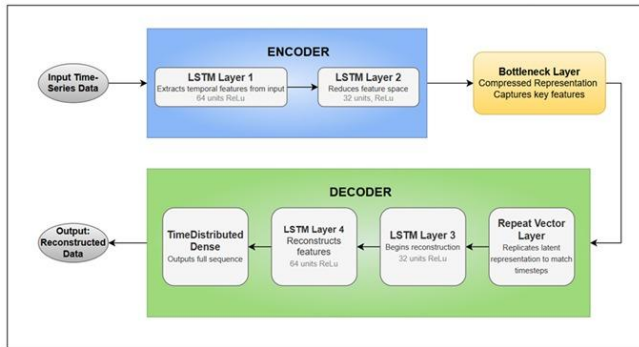 ENCODER
Input Time-
Series Data
LSTM Layer 1
Extracts temporal features from input
64 units ReLu
LSTM Layer 2
Reduces feature space
32 units, ReLu
Bottleneck Layer
Compressed Representation
Captures key features
DECODER
Output:
Reconstructed
Data
TimeDistributed
Dense
Outputs full sequence
LSTM Layer 4
Reconstructs
features
64 units ReLu
LSTM Layer 3
Begins reconstruction
32 units ReLu
Repeat Vector
Layer
Replicates latent
representation to match
timesteps